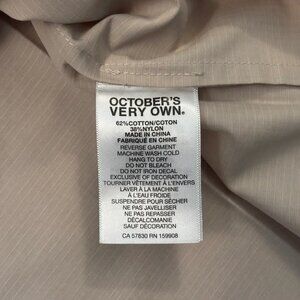 OCTOBER'S
VERY OWN.
62%COTTON/COTON
38%NYLON
MADE IN CHINA
FABRIQUÉ EN CHINE
REVERSE GARMENT
MACHINE WASH COLD
HANG TO DRY
DO NOT BLEACH
DO NOT IRON DECAL
EXCLUSIVE OF DECORATION
TOURNER VÊTEMENT À L'ENVERS
LAVER À LA MACHINE
À L'EAU FROIDE
SUSPENDRE POUR SÉCHER
NE PAS JAVELLISER
NE PAS REPASSER
DÉCALCOMANIE
SAUF DÉCORATION
CA 57630 RN 159908